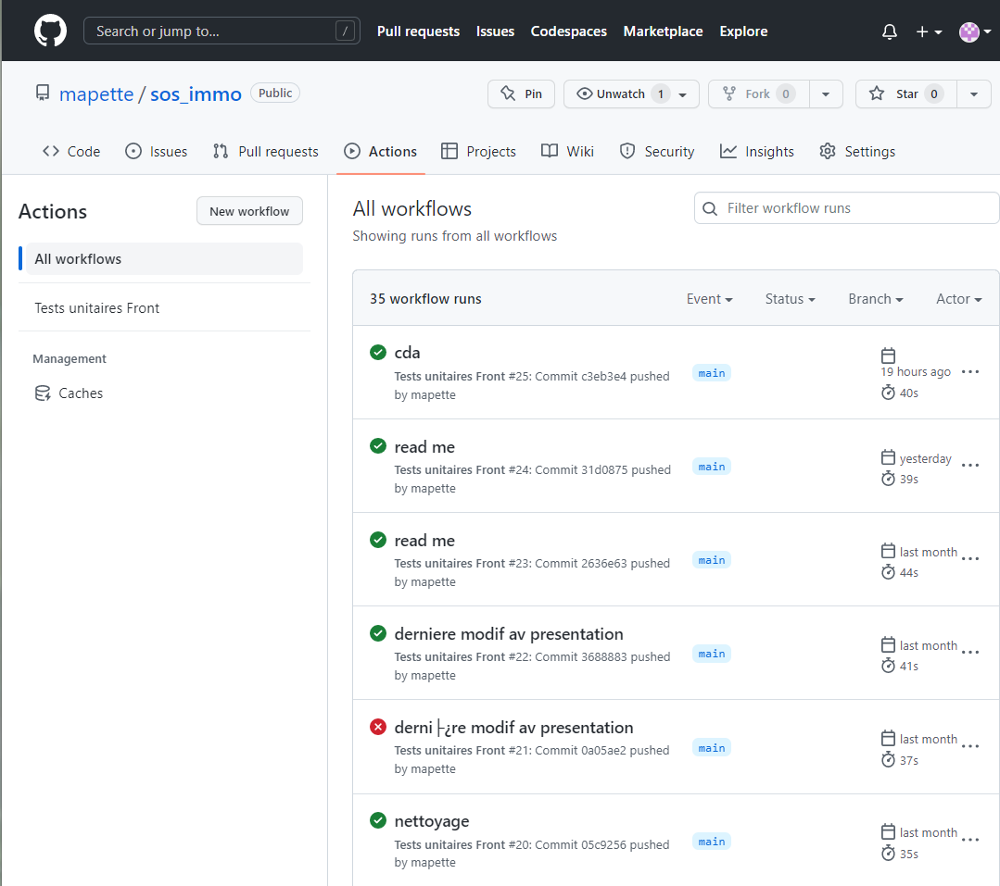 Search or jump to... /
Pull requests Issues Codespaces Marketplace Explore
mapette / sos_immo Public
Pin Unwatch 1 Fork 0 Star 0
Code Issues Pull requests Actions Projects Wiki Security Insights Settings
Actions
New workflow
All workflows
Tests unitaires Front
Management
Caches
All workflows
Showing runs from all workflows
Filter workflow runs
35 workflow runs
Event Status Branch Actor
cda
Tests unitaires Front #25: Commit c3eb3e4 pushed
by mapette
main
19 hours ago
40s
read me
Tests unitaires Front #24: Commit 31d0875 pushed
by mapette
main
yesterday
39s
read me
Tests unitaires Front #23: Commit 2636e63 pushed
by mapette
main
last month
44s
derniere modif av presentation
Tests unitaires Front #22: Commit 3688883 pushed
by mapette
main
last month
41s
derni├¿re modif av presentation
Tests unitaires Front #21: Commit 0a05ae2 pushed
by mapette
main
last month
37s
nettoyage
Tests unitaires Front #20: Commit 05c9256 pushed
by mapette
main
last month
35s